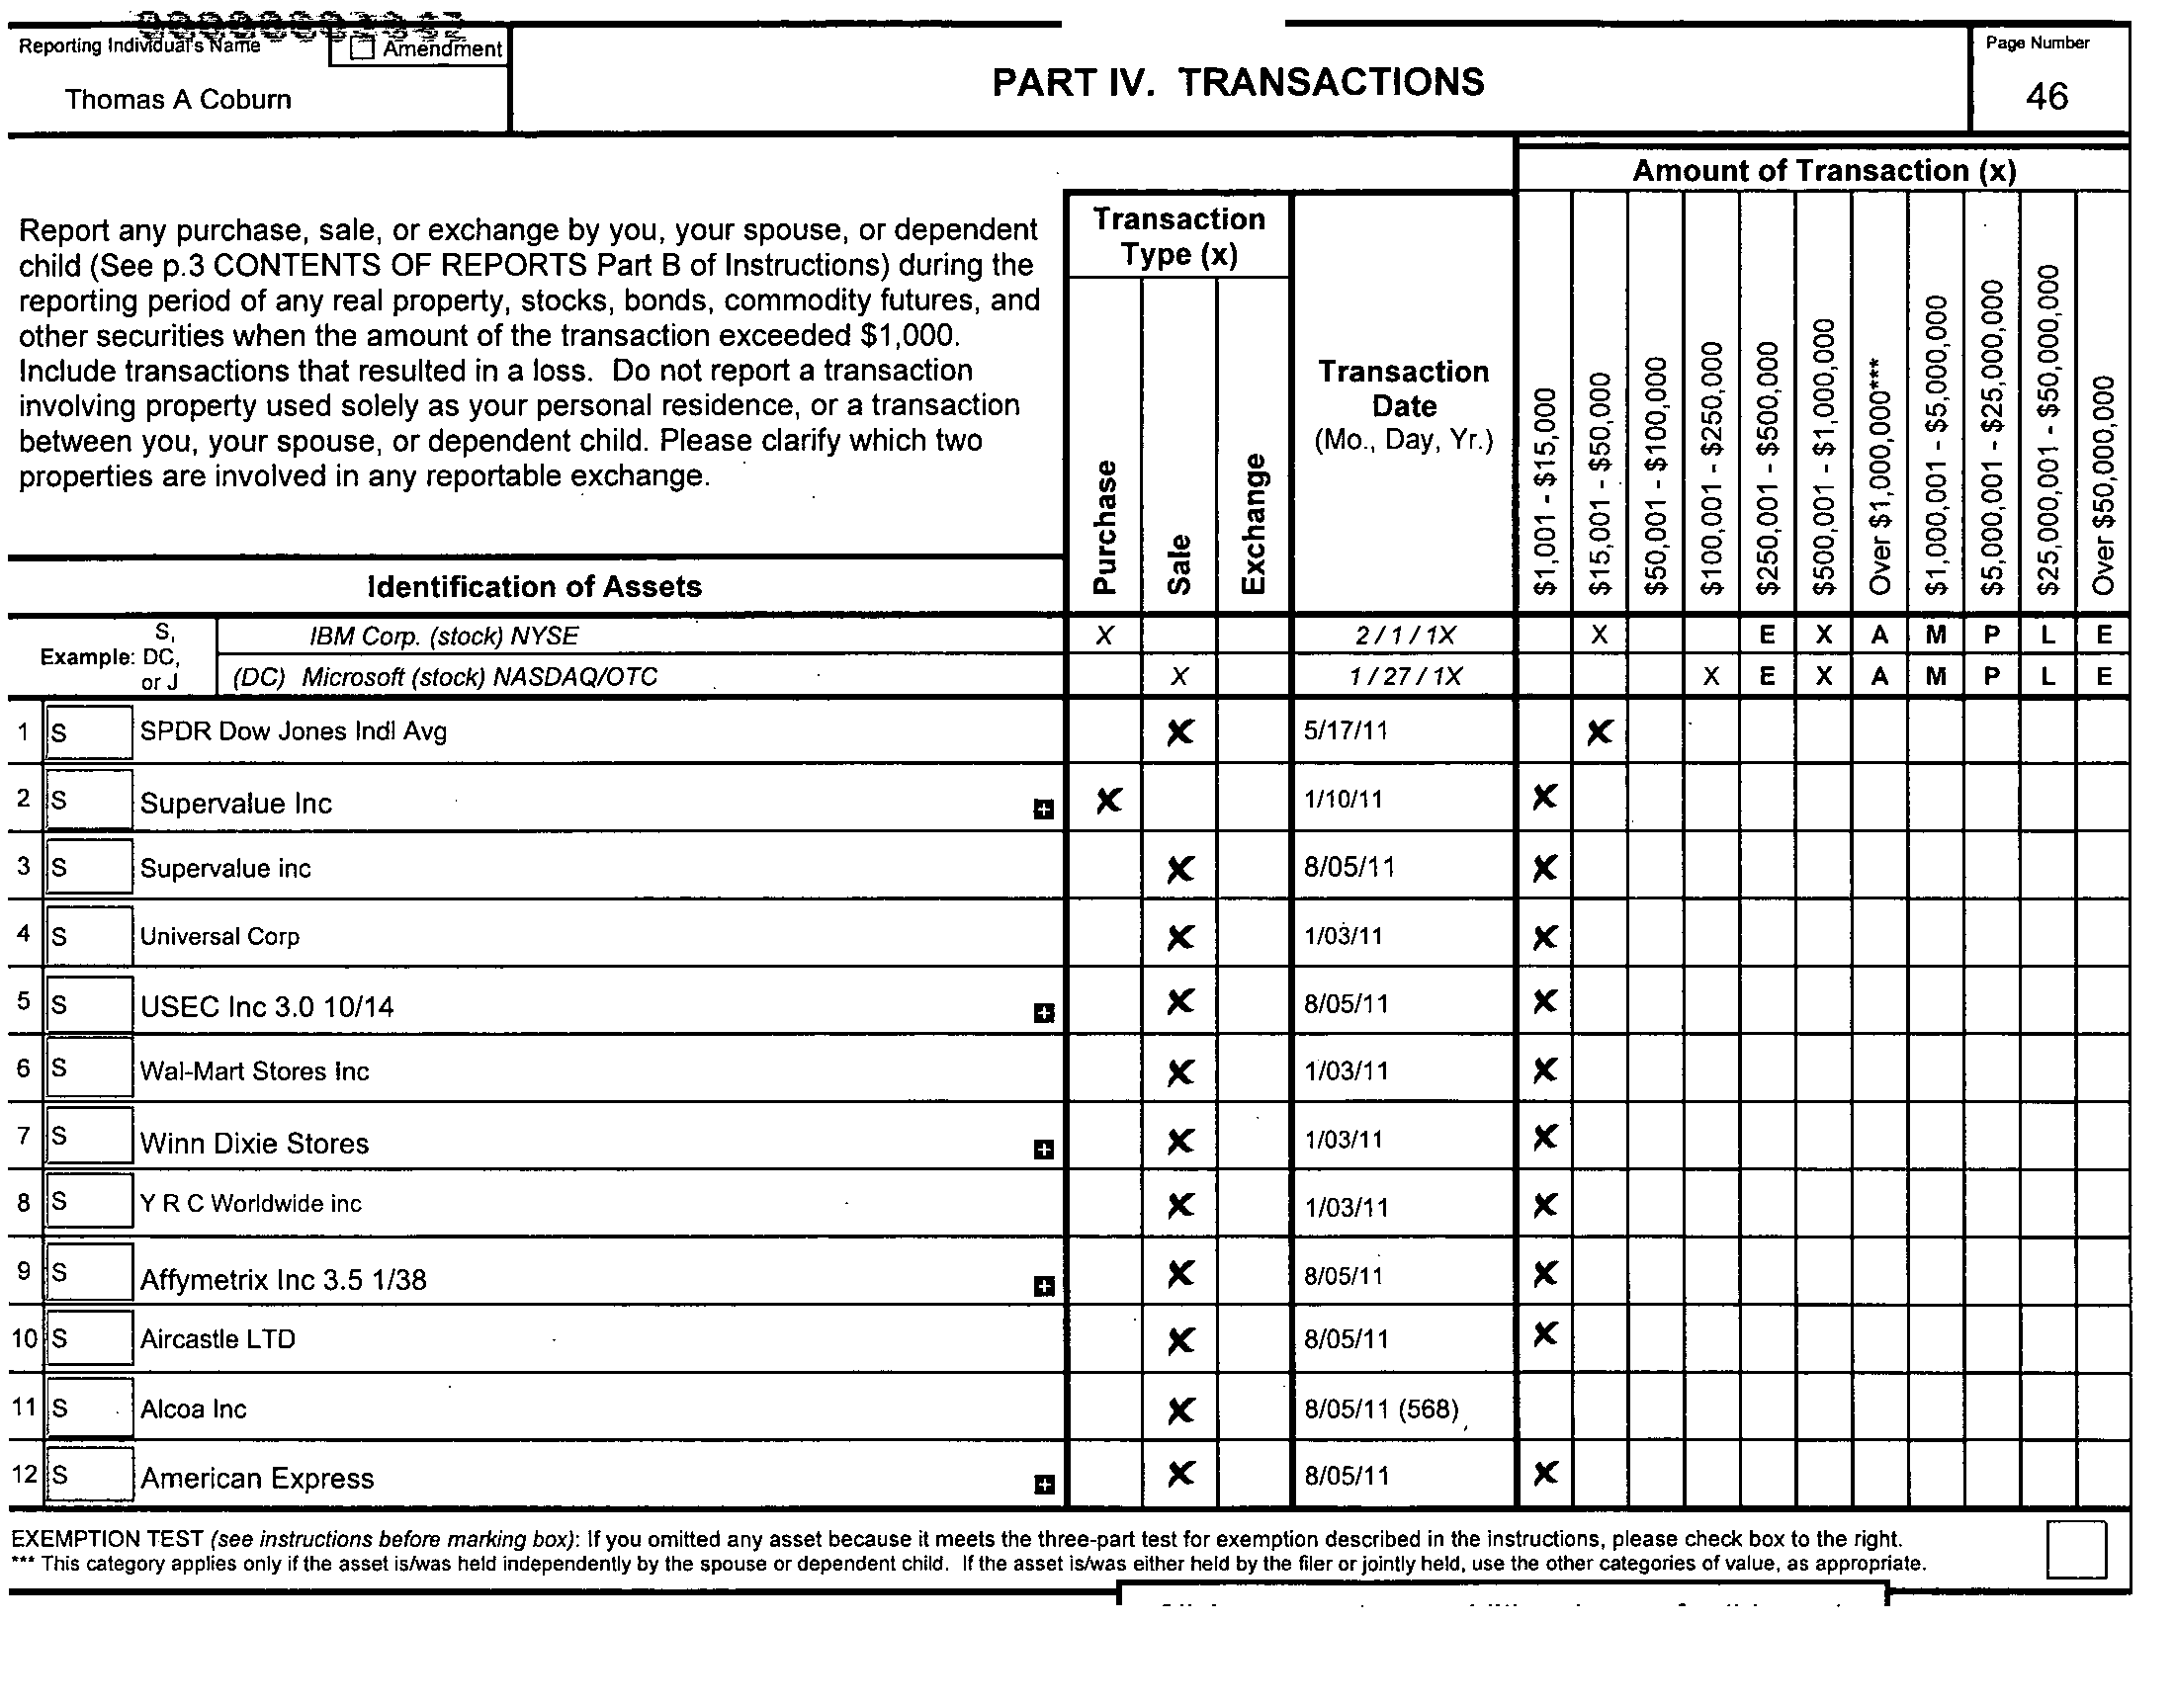 Reporting Individual's Name
Amendment
Thomas A Coburn
PART IV. TRANSACTIONS
Page Number
46
Report any purchase, sale, or exchange by you, your spouse, or dependent
child (See p.3 CONTENTS OF REPORTS Part B of Instructions) during the
reporting period of any real property, stocks, bonds, commodity futures, and
other securities when the amount of the transaction exceeded $1,000.
Include transactions that resulted in a loss. Do not report a transaction
involving property used solely as your personal residence, or a transaction
between you, your spouse, or dependent child. Please clarify which two
properties are involved in any reportable exchange.
Identification of Assets
Transaction
Type (x)
Purchase
Sale
Exchange
Transaction
Date
(Mo., Day, Yr.)
Amount of Transaction (x)
$1,001 - $15,000
$15,001 - $50,000
$50,001 - $100,000
$100,001 - $250,000
$250,001 - $500,000
$500,001 - $1,000,000
Over $1,000,000***
$1,000,001 - $5,000,000
$5,000,001 - $25,000,000
$25,000,001 - $50,000,000
Over $50,000,000
Example: S, DC, or J
IBM Corp. (stock) NYSE X 2 / 1 / 1X X E X A M P L E
(DC) Microsoft (stock) NASDAQ/OTC X 1 / 27 / 1X X E X A M P L E
1 S SPDR Dow Jones Indl Avg X 5/17/11 X
2 S Supervalue Inc + X 1/10/11 X
3 S Supervalue inc X 8/05/11 X
4 S Universal Corp X 1/03/11 X
5 S USEC Inc 3.0 10/14 + X 8/05/11 X
6 S Wal-Mart Stores Inc X 1/03/11 X
7 S Winn Dixie Stores + X 1/03/11 X
8 S Y R C Worldwide inc X 1/03/11 X
9 S Affymetrix Inc 3.5 1/38 + X 8/05/11 X
10 S Aircastle LTD X 8/05/11 X
11 S Alcoa Inc X 8/05/11 (568)
12 S American Express + X 8/05/11 X
EXEMPTION TEST (see instructions before marking box): If you omitted any asset because it meets the three-part test for exemption described in the instructions, please check box to the right.
*** This category applies only if the asset is/was held independently by the spouse or dependent child. If the asset is/was either held by the filer or jointly held, use the other categories of value, as appropriate.